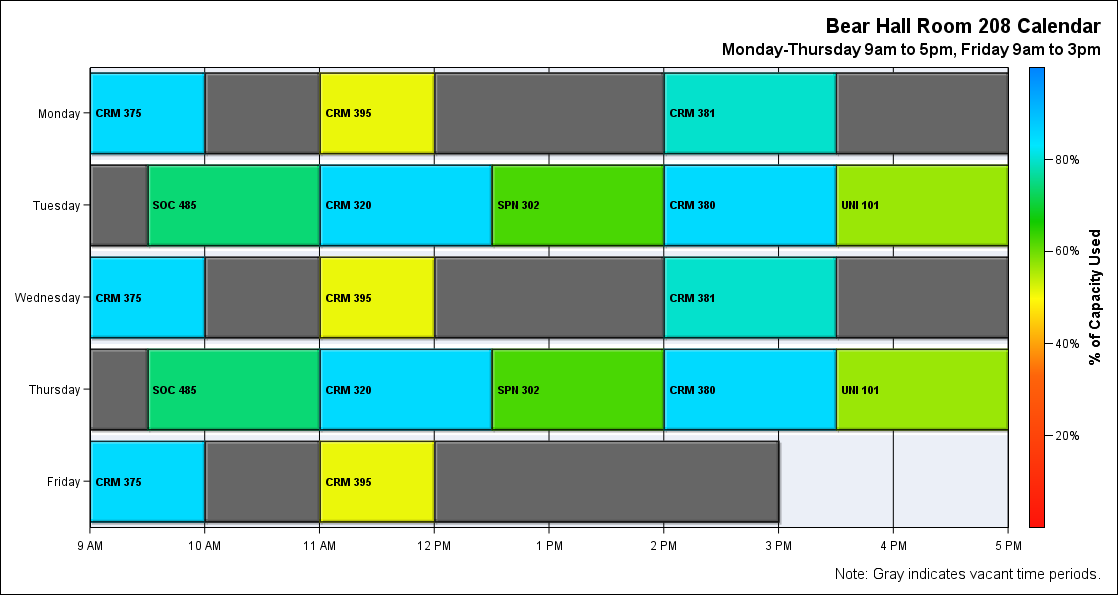 Bear Hall Room 208 Calendar
Monday-Thursday 9am to 5pm, Friday 9am to 3pm
Monday CRM 375 CRM 395 CRM 381
Tuesday SOC 485 CRM 320 SPN 302 CRM 380 UNI 101
Wednesday CRM 375 CRM 395 CRM 381
Thursday SOC 485 CRM 320 SPN 302 CRM 380 UNI 101
Friday CRM 375 CRM 395
9 AM 10 AM 11 AM 12 PM 1 PM 2 PM 3 PM 4 PM 5 PM
80%
60%
40%
20%
% of Capacity Used
Note: Gray indicates vacant time periods.